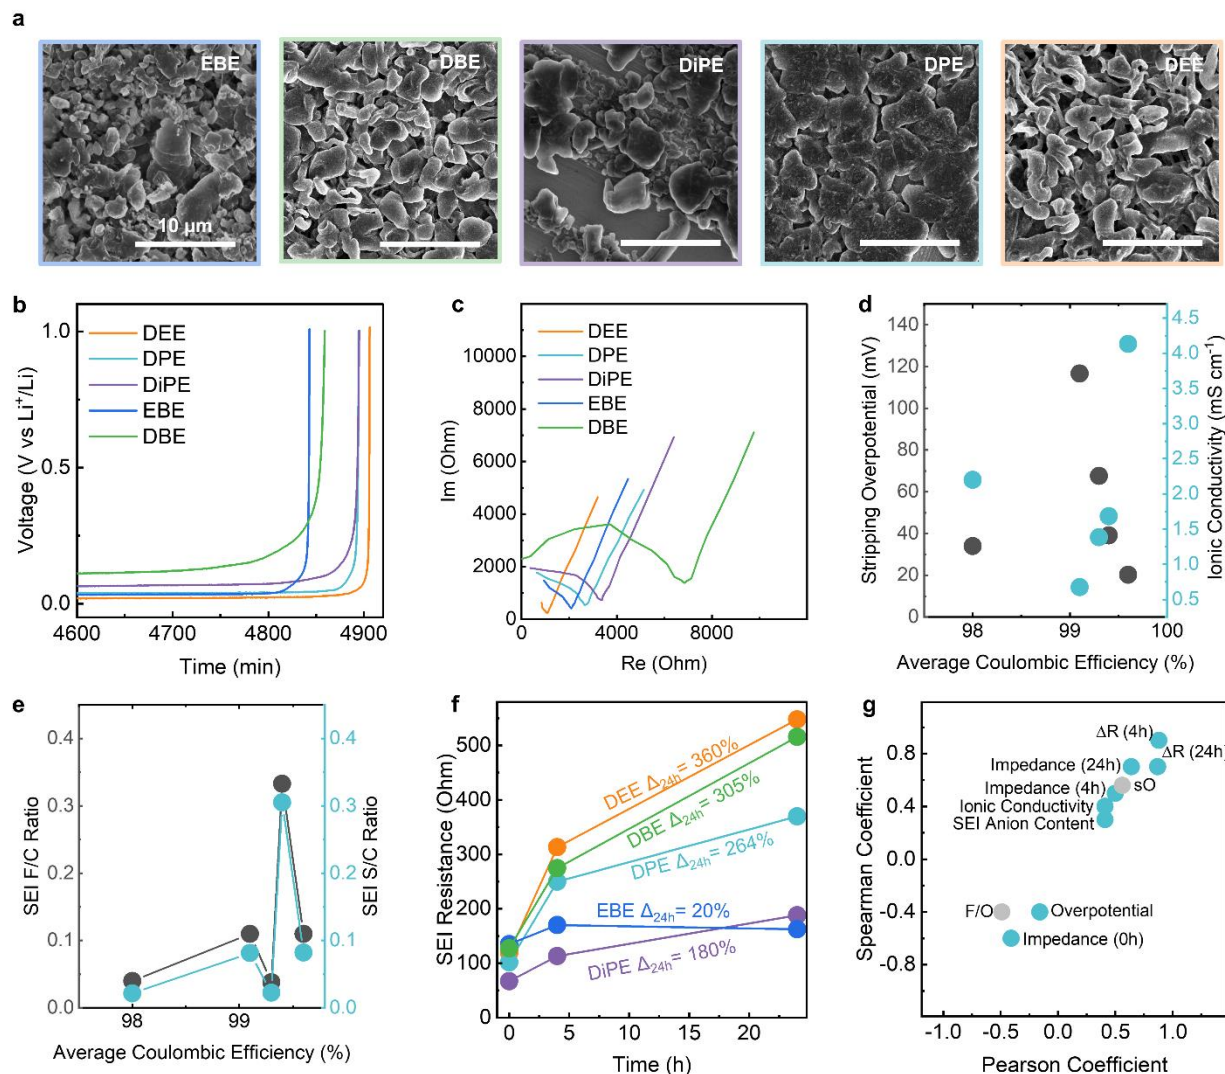 a
EBE
DBE
DiPE
DPE
DEE
10 µm
b
DEE
DPE
DiPE
EBE
DBE
1.0
0.5
0.0
4600
4700
4800
4900
Voltage (V vs Li⁺/Li)
Time (min)
c
DEE
DPE
DiPE
EBE
DBE
10000
8000
6000
4000
2000
0
0
4000
8000
Im (Ohm)
Re (Ohm)
d
140
120
100
80
60
40
20
0
4.5
4.0
3.5
3.0
2.5
2.0
1.5
1.0
0.5
98
99
100
Stripping Overpotential (mV)
Ionic Conductivity (mS cm⁻¹)
Average Coulombic Efficiency (%)
e
0.4
0.3
0.2
0.1
0.0
0.4
0.3
0.2
0.1
0.0
98
99
SEI F/C Ratio
SEI S/C Ratio
Average Coulombic Efficiency (%)
f
500
400
300
200
100
0
0
5
10
15
20
DEE Δ24h= 360%
DBE Δ24h= 305%
DPE Δ24h= 264%
EBE Δ24h= 20%
DiPE Δ24h= 180%
SEI Resistance (Ohm)
Time (h)
g
0.8
0.4
0.0
-0.4
-0.8
-1.0
-0.5
0.0
0.5
1.0
ΔR (4h)
ΔR (24h)
Impedance (24h)
sO
Impedance (4h)
Ionic Conductivity
SEI Anion Content
F/O
Overpotential
Impedance (0h)
Spearman Coefficient
Pearson Coefficient